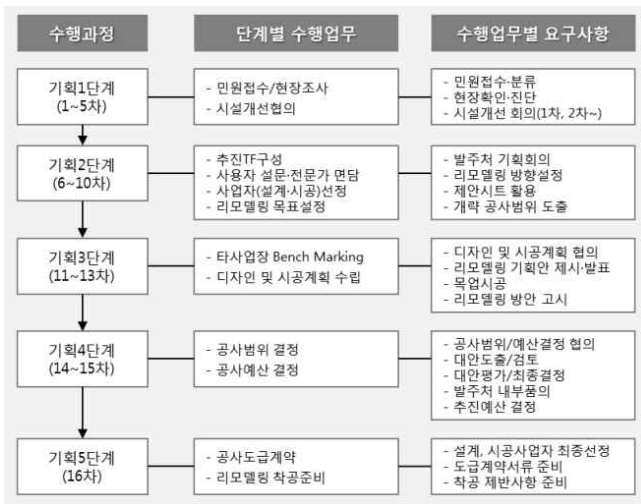 수행과정
단계별 수행업무
수행업무별 요구사항
기획1단계
(1~5차)
- 민원접수/현장조사
- 시설개선협의
- 민원접수·분류
- 현장확인·진단
- 시설개선 회의(1차, 2차~)
기획2단계
(6~10차)
- 추진TF구성
- 사용자 설문·전문가 면담
- 사업자(설계·시공)선정
- 리모델링 목표설정
- 발주처 기획회의
- 리모델링 방향설정
- 제안시트 활용
- 개략 공사범위 도출
기획3단계
(11~13차)
- 타사업장 Bench Marking
- 디자인 및 시공계획 수립
- 디자인 및 시공계획 협의
- 리모델링 기획안 제시·발표
- 목업시공
- 리모델링 방안 고시
기획4단계
(14~15차)
- 공사범위 결정
- 공사예산 결정
- 공사범위/예산결정 협의
- 대안도출/검토
- 대안평가/최종결정
- 발주처 내부품의
- 추진예산 결정
기획5단계
(16차)
- 공사도급계약
- 리모델링 착공준비
- 설계, 시공사업자 최종선정
- 도급계약서류 준비
- 착공 제반사항 준비